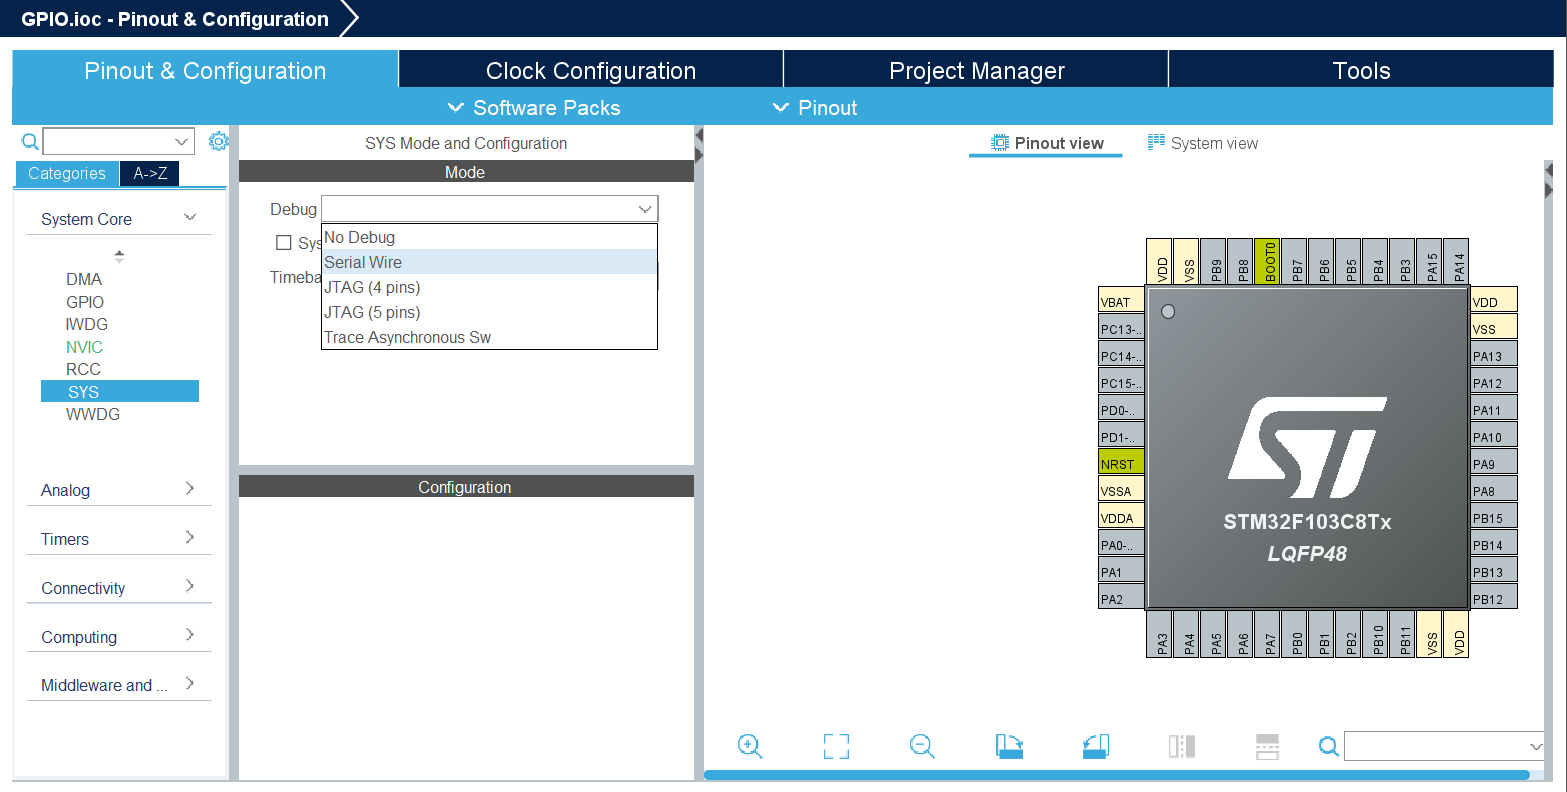 GPIO.ioc - Pinout & Configuration
Pinout & Configuration
Clock Configuration
Project Manager
Tools
Software Packs
Pinout
Categories
A->Z
System Core
DMA
GPIO
IWDG
NVIC
RCC
SYS
WWDG
Analog
Timers
Connectivity
Computing
Middleware and ...
SYS Mode and Configuration
Mode
Debug
Sys
Timeba
No Debug
Serial Wire
JTAG (4 pins)
JTAG (5 pins)
Trace Asynchronous Sw
Configuration
Pinout view
System view
VDD
VSS
PB9
PB8
BOOT0
PB7
PB6
PB5
PB4
PB3
PA15
PA14
VBAT
PC13-..
PC14-..
PC15-..
PD0-..
PD1-..
NRST
VSSA
VDDA
PA0-..
PA1
PA2
ST
STM32F103C8Tx
LQFP48
VDD
VSS
PA13
PA12
PA11
PA10
PA9
PA8
PB15
PB14
PB13
PB12
PA3
PA4
PA5
PA6
PA7
PB0
PB1
PB2
PB10
PB11
VSS
VDD